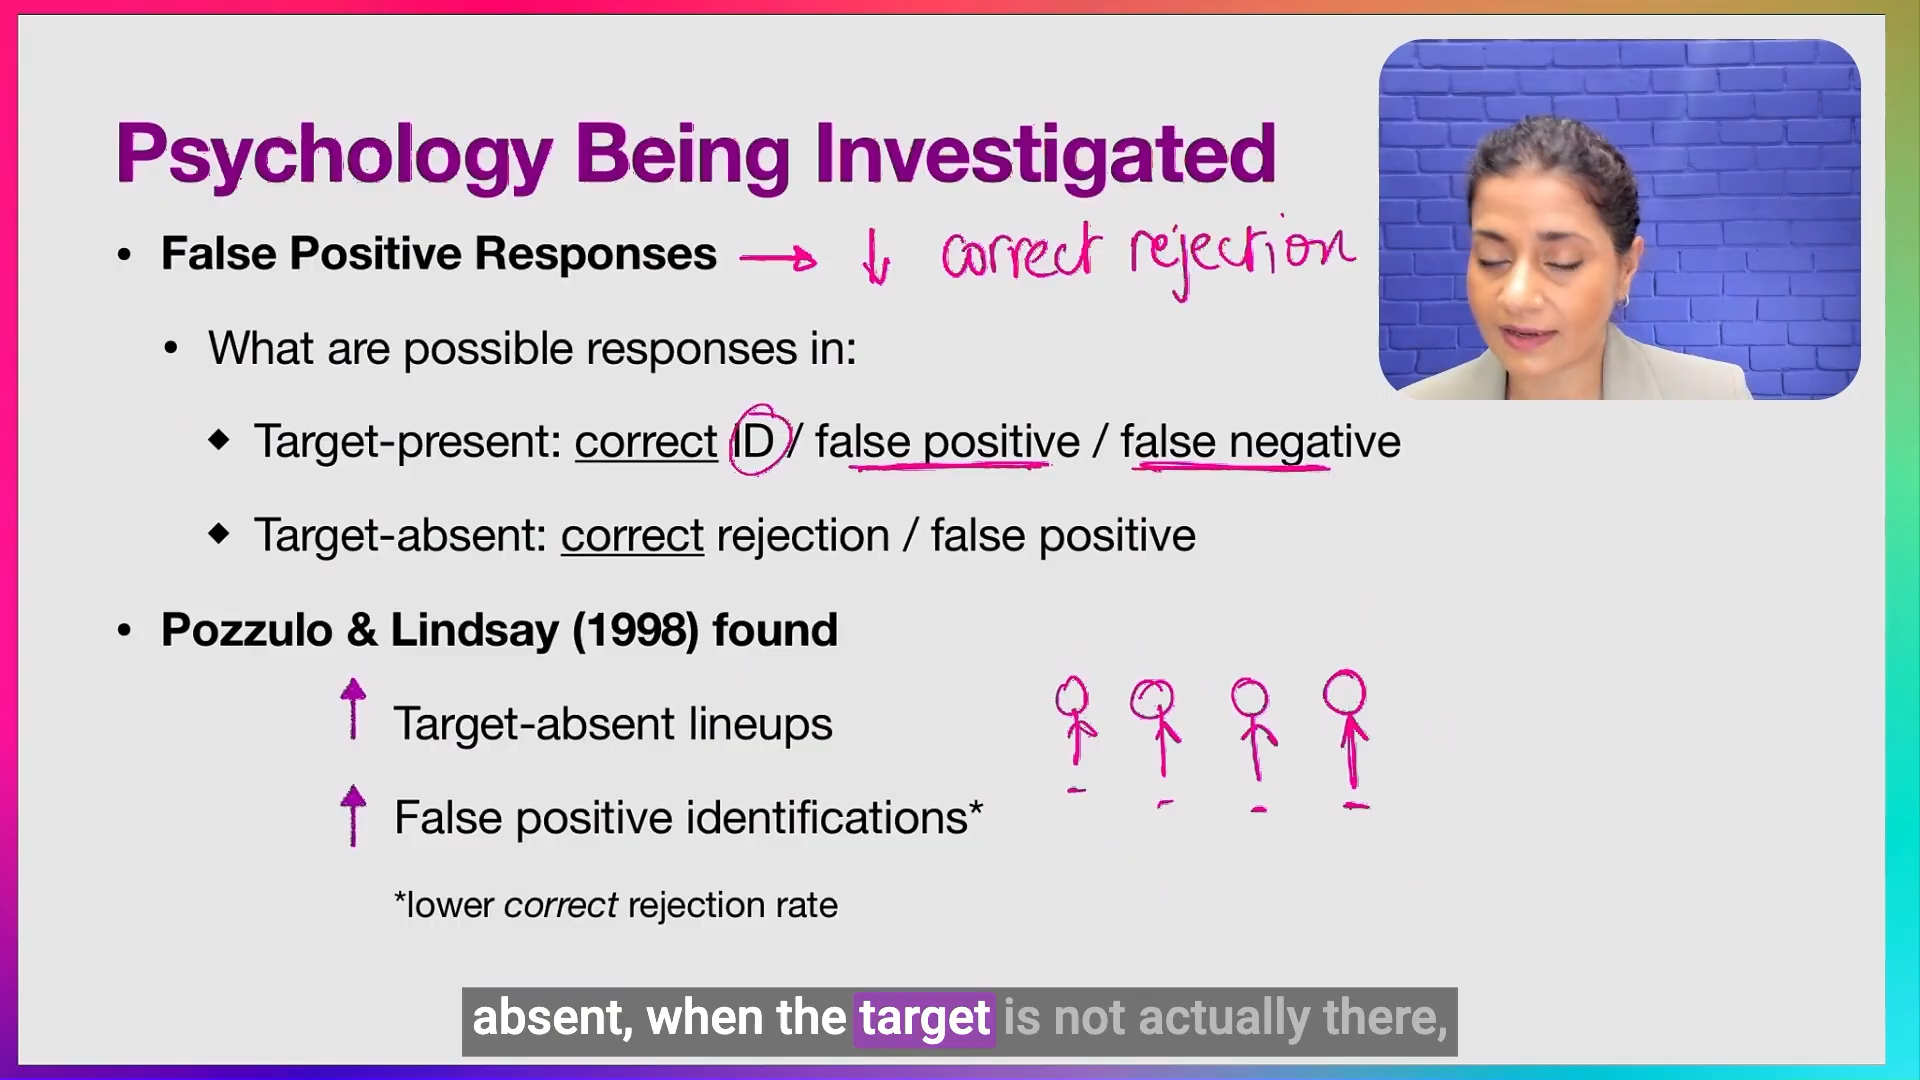 Psychology Being Investigated
• False Positive Responses → ↓ correct rejection
• What are possible responses in:
◆ Target-present: correct ID / false positive / false negative
◆ Target-absent: correct rejection / false positive
• Pozzulo & Lindsay (1998) found
↑ Target-absent lineups
↑ False positive identifications*
*lower correct rejection rate
absent, when the target is not actually there,